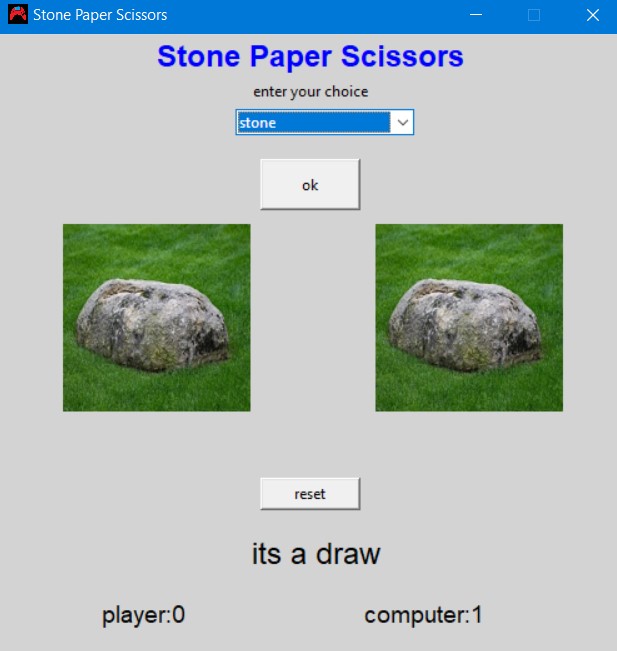 Stone Paper Scissors
Stone Paper Scissors
enter your choice
stone
ok
reset
its a draw
player:0 computer:1